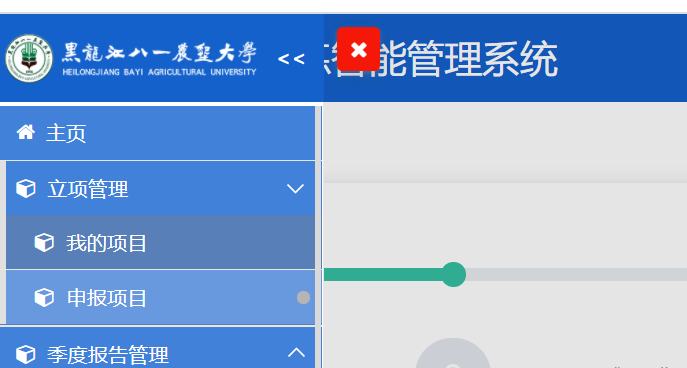 黑龍江八一農墾大學
HEILONGJIANG BAYI AGRICULTURAL UNIVERSITY
<<
智能管理系统
主页
立项管理
我的项目
申报项目
季度报告管理